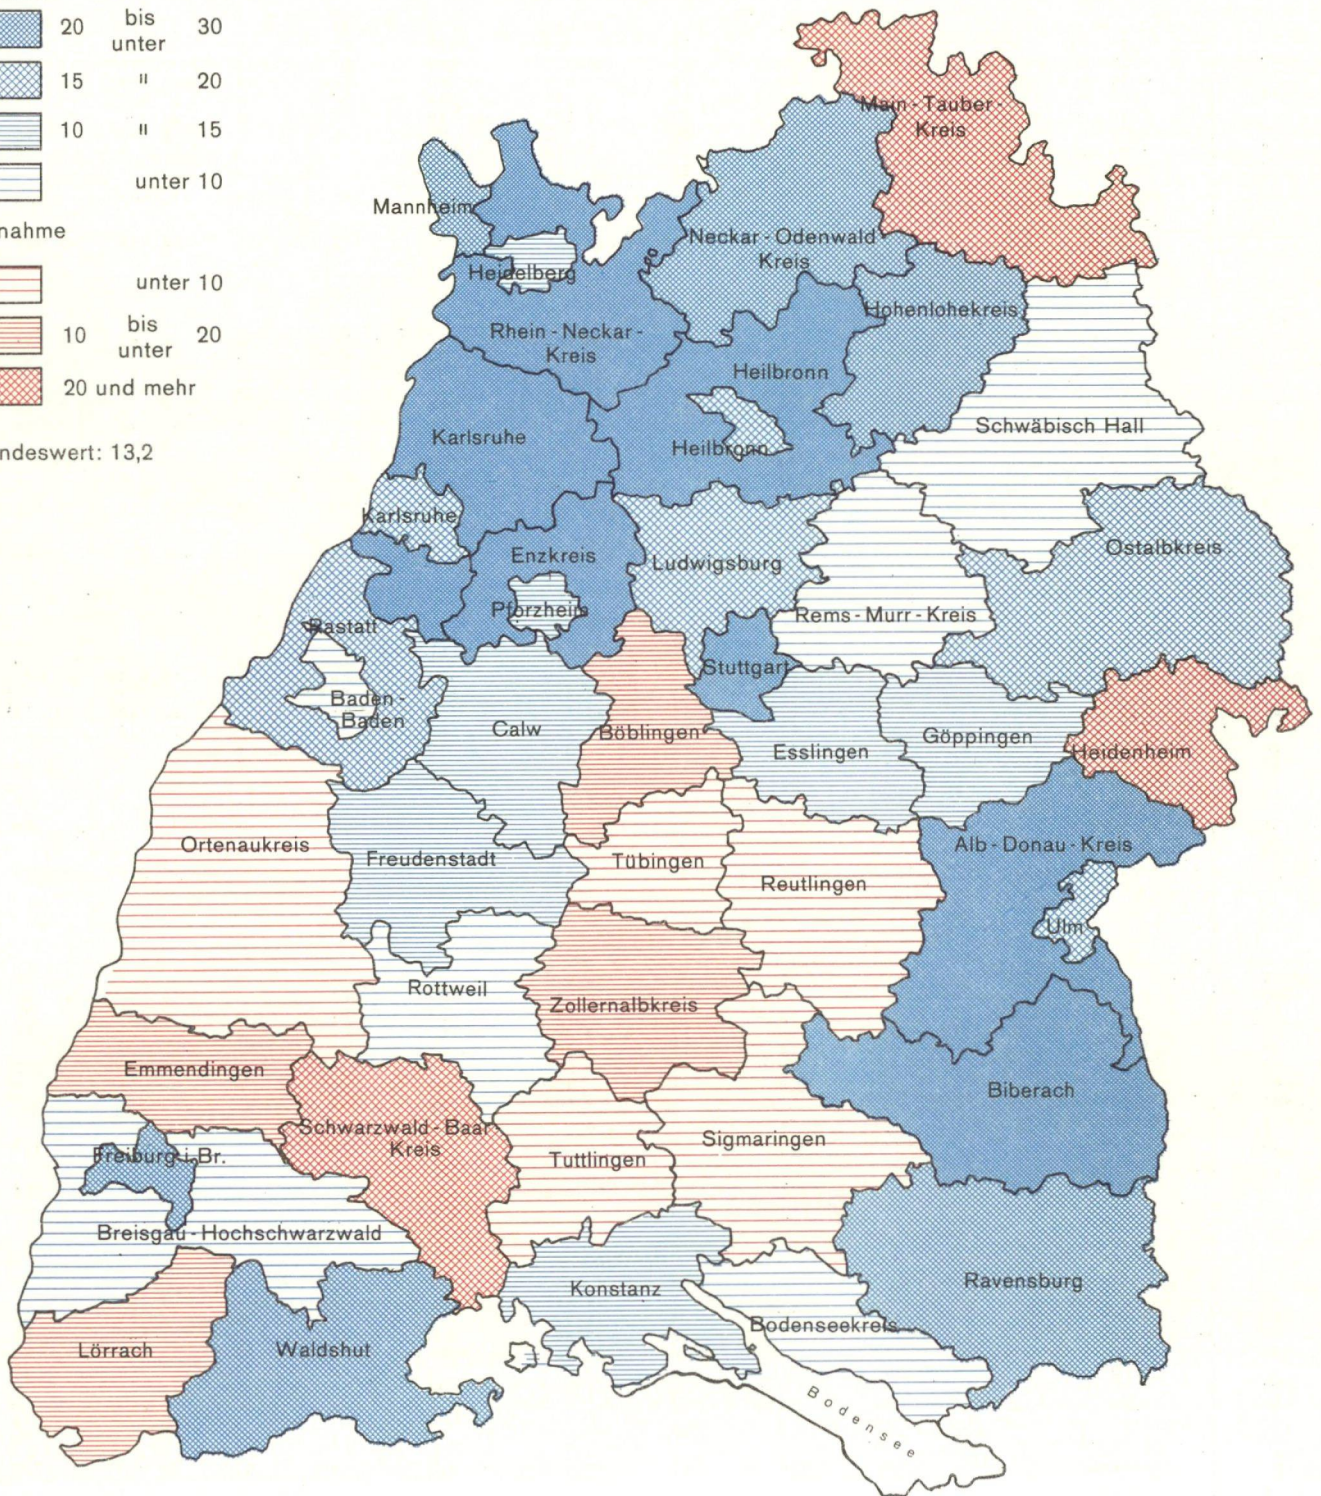 20 bis unter 30
15 " 20
10 " 15
unter 10
nahme
unter 10
10 bis unter 20
20 und mehr
ndeswert: 13,2
Main-Tauber-
Kreis
Mannheim
Neckar-Odenwald-
Kreis
Heidelberg
Hohenlohekreis
Rhein-Neckar-
Kreis
Heilbronn
Schwäbisch Hall
Karlsruhe
Heilbronn
Karlsruhe
Ostalbkreis
Enzkreis
Ludwigsburg
Pforzheim
Rems-Murr-Kreis
Rastatt
Stuttgart
Baden-
Baden
Calw
Böblingen
Esslingen
Göppingen
Heidenheim
Ortenaukreis
Freudenstadt
Tübingen
Reutlingen
Alb-Donau-Kreis
Ulm
Rottweil
Zollernalbkreis
Emmendingen
Biberach
Schwarzwald-Baar-
Kreis
Sigmaringen
Freiburg i. Br.
Tuttlingen
Breisgau-Hochschwarzwald
Konstanz
Ravensburg
Bodenseekreis
Lörrach
Waldshut
Bodensee